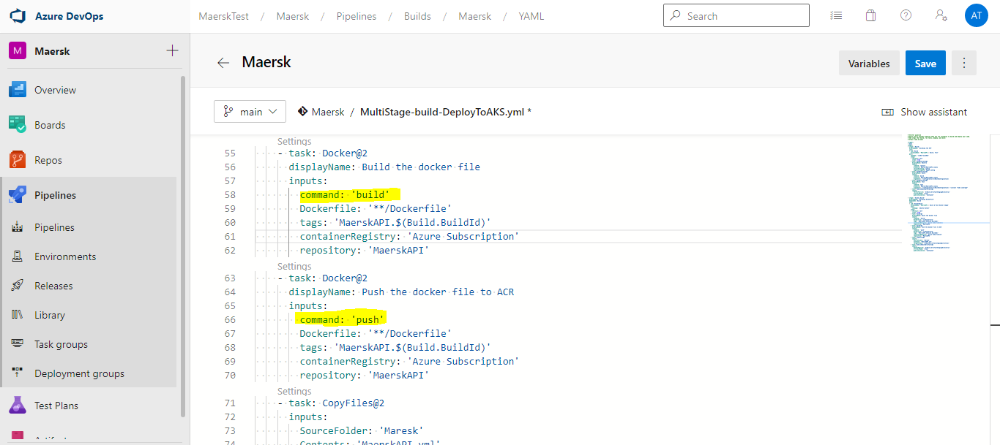 Azure DevOps
MaerskTest / Maersk / Pipelines / Builds / Maersk / YAML
Search
AT
M Maersk
Maersk
Variables
Save
Overview
Boards
Repos
Pipelines
Pipelines
Environments
Releases
Library
Task groups
Deployment groups
Test Plans
main
Maersk / MultiStage-build-DeployToAKS.yml *
Show assistant
Settings
55 - task: Docker@2
56 displayName: Build the docker file
57 inputs:
58 command: 'build'
59 Dockerfile: '**/Dockerfile'
60 tags: 'MaerskAPI.$(Build.BuildId)'
61 containerRegistry: 'Azure Subscription'
62 repository: 'MaerskAPI'
Settings
63 - task: Docker@2
64 displayName: Push the docker file to ACR
65 inputs:
66 command: 'push'
67 Dockerfile: '**/Dockerfile'
68 tags: 'MaerskAPI.$(Build.BuildId)'
69 containerRegistry: 'Azure Subscription'
70 repository: 'MaerskAPI'
Settings
71 - task: CopyFiles@2
72 inputs:
73 SourceFolder: 'Maresk'
74 Contents: 'MaerskAPI.yml'